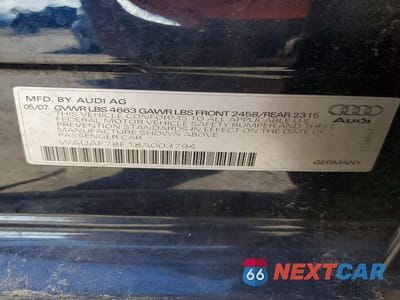 MFD. BY AUDI AG
05/07 GVWR LBS 4663 GAWR LBS FRONT 2458/REAR 2315
THIS VEHICLE CONFORMS TO ALL APPLICABLE U.S.
FEDERAL MOTOR VEHICLE SAFETY BUMPER AND THEFT
PREVENTION STANDARDS IN EFFECT ON THE DATE OF
MANUFACTURE SHOWN ABOVE
PASSENGER CAR
WAUAF78E18A003794
Audi
GERMANY
66 NEXTCAR